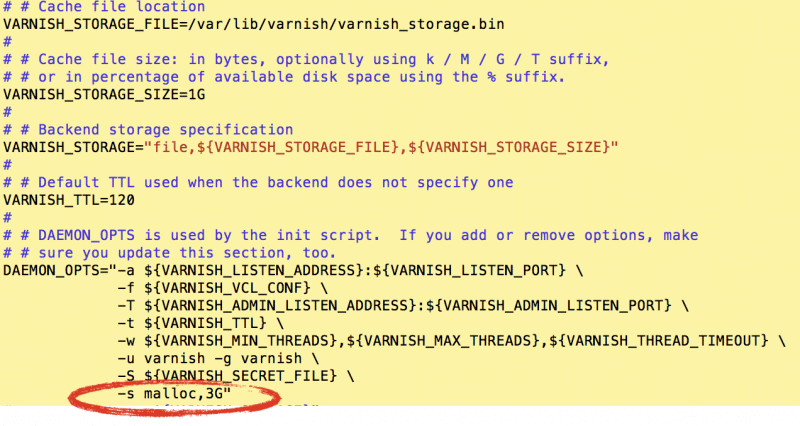 # # Cache file location
VARNISH_STORAGE_FILE=/var/lib/varnish/varnish_storage.bin
#
# # Cache file size: in bytes, optionally using k / M / G / T suffix,
# # or in percentage of available disk space using the % suffix.
VARNISH_STORAGE_SIZE=1G
#
# # Backend storage specification
VARNISH_STORAGE="file,${VARNISH_STORAGE_FILE},${VARNISH_STORAGE_SIZE}"
#
# # Default TTL used when the backend does not specify one
VARNISH_TTL=120
#
# # DAEMON_OPTS is used by the init script.  If you add or remove options, make
# # sure you update this section, too.
DAEMON_OPTS="-a ${VARNISH_LISTEN_ADDRESS}:${VARNISH_LISTEN_PORT} \
-f ${VARNISH_VCL_CONF} \
-T ${VARNISH_ADMIN_LISTEN_ADDRESS}:${VARNISH_ADMIN_LISTEN_PORT} \
-t ${VARNISH_TTL} \
-w ${VARNISH_MIN_THREADS},${VARNISH_MAX_THREADS},${VARNISH_THREAD_TIMEOUT} \
-u varnish -g varnish \
-S ${VARNISH_SECRET_FILE} \
-s malloc,3G"